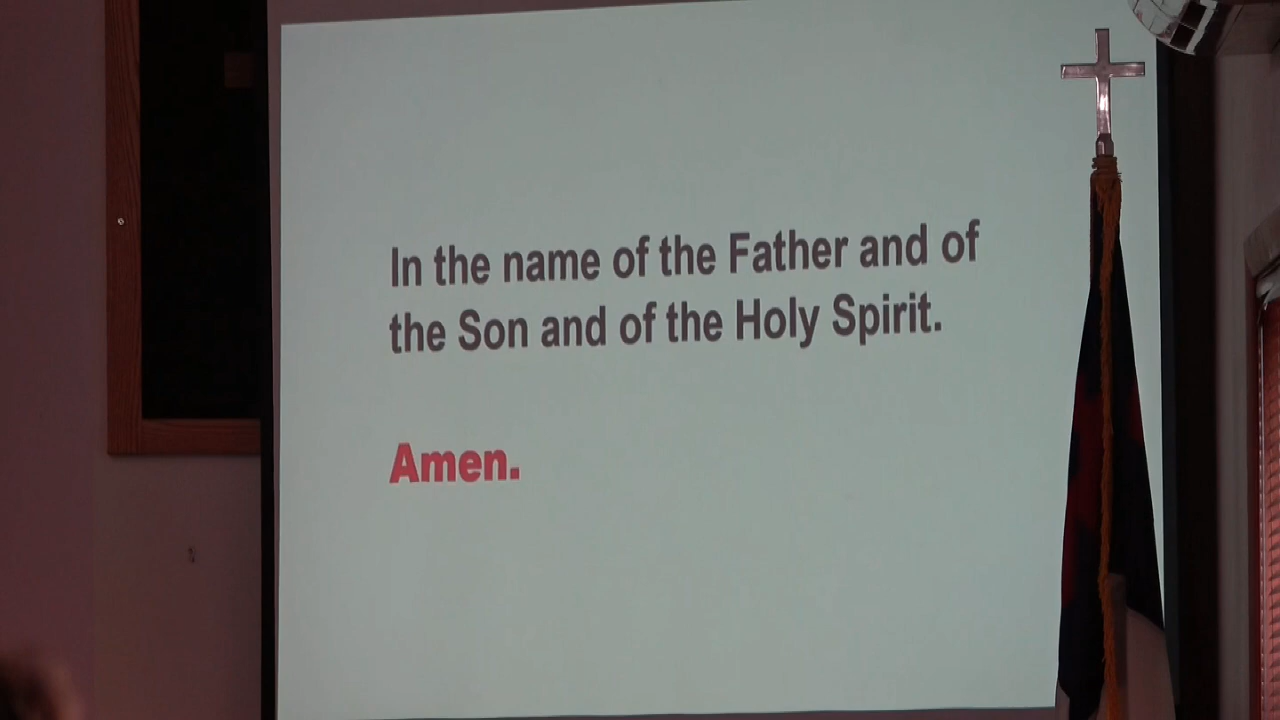 In the name of the Father and of
the Son and of the Holy Spirit.
Amen.